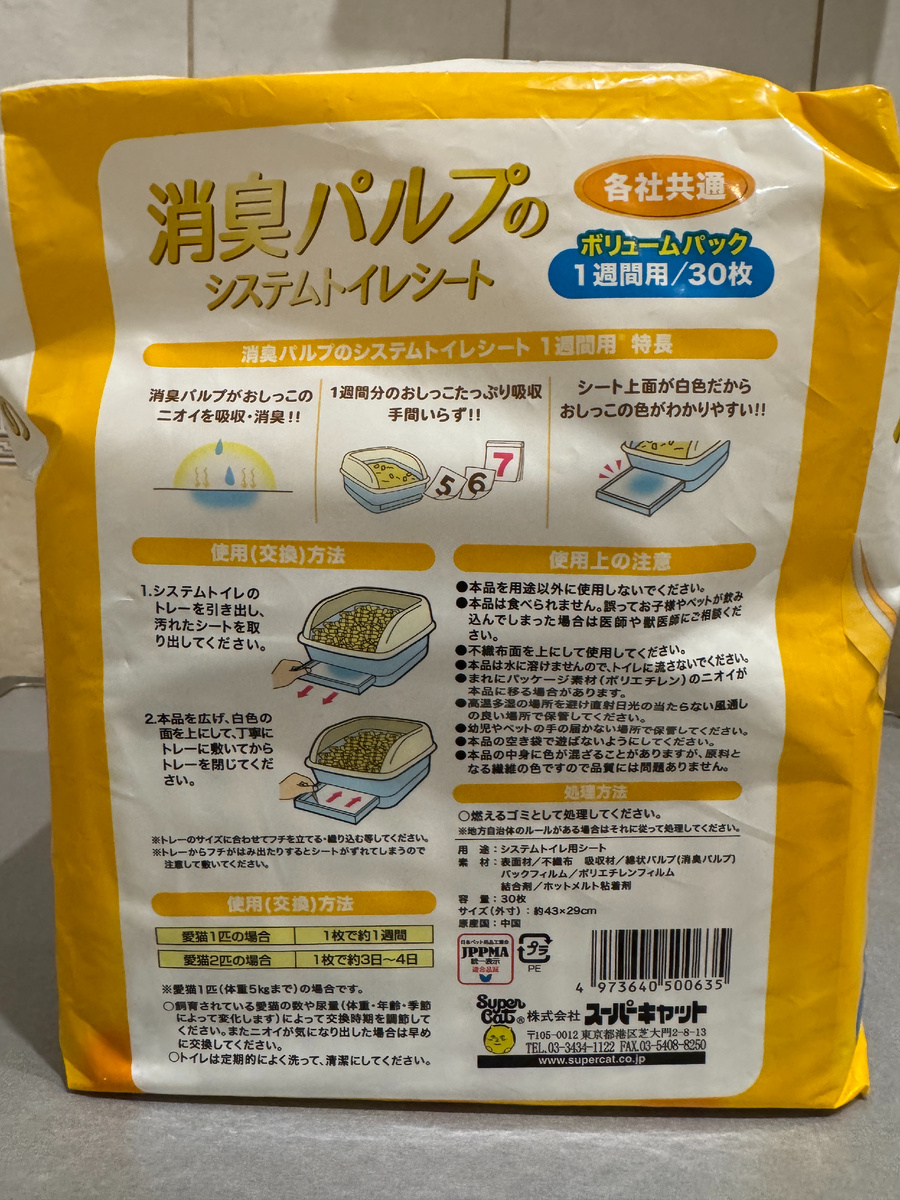 消臭パルプの
システムトイレシート
各社共通
ボリュームパック
1週間用/30枚
消臭パルプのシステムトイレシート 1週間用※ 特長
消臭パルプがおしっこの
ニオイを吸収・消臭!!
1週間分のおしっこたっぷり吸収
手間いらず!!
5 6 7
シート上面が白色だから
おしっこの色がわかりやすい!!
使用(交換)方法
1.システムトイレの
トレーを引き出し、
汚れたシートを取
り出してください。
2.本品を広げ、白色の
面を上にして、丁寧に
トレーに敷いてから
トレーを閉じてくだ
さい。
※トレーのサイズに合わせてフチを立てる・織り込む等してください。
※トレーからフチがはみ出たりするとシートがずれてしまうので
注意して敷いてください。
使用(交換)方法
愛猫1匹の場合 1枚で約1週間
愛猫2匹の場合 1枚で約3日〜4日
※愛猫1匹(体重5kgまで)の場合です。
○飼育されている愛猫の数や尿量(体重・年齢・季節
によって変化します)によって交換時期を調節して
ください。またニオイが気になり出した場合は早め
に交換してください。
○トイレは定期的によく洗って、清潔にしてください。
使用上の注意
●本品を用途以外に使用しないでください。
●本品は食べられません。誤ってお子様やペットが飲み
込んでしまった場合は医師や獣医師にご相談くだ
さい。
●不織布面を上にして使用してください。
●本品は水に溶けませんので、トイレに流さないでください。
●まれにパッケージ素材(ポリエチレン)のニオイが
本品に移る場合があります。
●高温多湿の場所を避け直射日光の当たらない風通し
の良い場所で保管してください。
●幼児やペットの手の届かない場所で保管してください。
●本品の空き袋で遊ばないようにしてください。
●本品の中身に色が混ざることがありますが、原料と
なる繊維の色ですので品質には問題ありません。
処理方法
○燃えるゴミとして処理してください。
※地方自治体のルールがある場合はそれに従って処理してください。
用 途:システムトイレ用シート
素 材:表面材/不織布 吸収材/綿状パルプ(消臭パルプ)
バックフィルム/ポリエチレンフィルム
結合剤/ホットメルト粘着剤
容 量:30枚
サイズ(外寸):約43×29cm
原産国:中国
日本ペット用品工業会
JPPMA
統一表示
適合品証
プラ
PE
4 973640 500635
Super Cat® 株式会社 スーパーキャット
〒105-0012 東京都港区芝大門2-8-13
TEL.03-3434-1122 FAX.03-5408-8250
www.supercat.co.jp